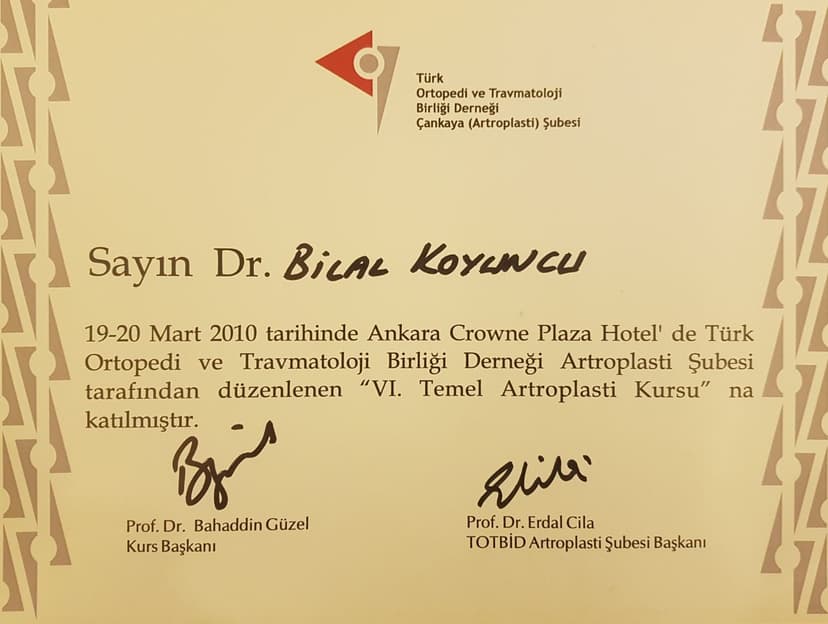 Türk
Ortopedi ve Travmatoloji
Birliği Derneği
Çankaya (Artroplasti) Şubesi
Sayın Dr. BiLAL KOYUNCU
19-20 Mart 2010 tarihinde Ankara Crowne Plaza Hotel' de Türk
Ortopedi ve Travmatoloji Birliği Derneği Artroplasti Şubesi
tarafından düzenlenen “VI. Temel Artroplasti Kursu” na
katılmıştır.
Prof. Dr. Bahaddin Güzel
Kurs Başkanı
Prof. Dr. Erdal Cila
TOTBİD Artroplasti Şubesi Başkanı